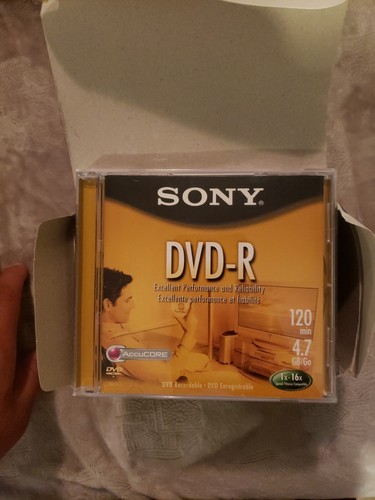 SONY®
DVD-R
Excellent Performance and Reliability
Excellente performance et fiabilité
120
min
4.7
GB/Go
AccuCORE
DVD
1x-16x
DVD Recordable • DVD Enregistrable